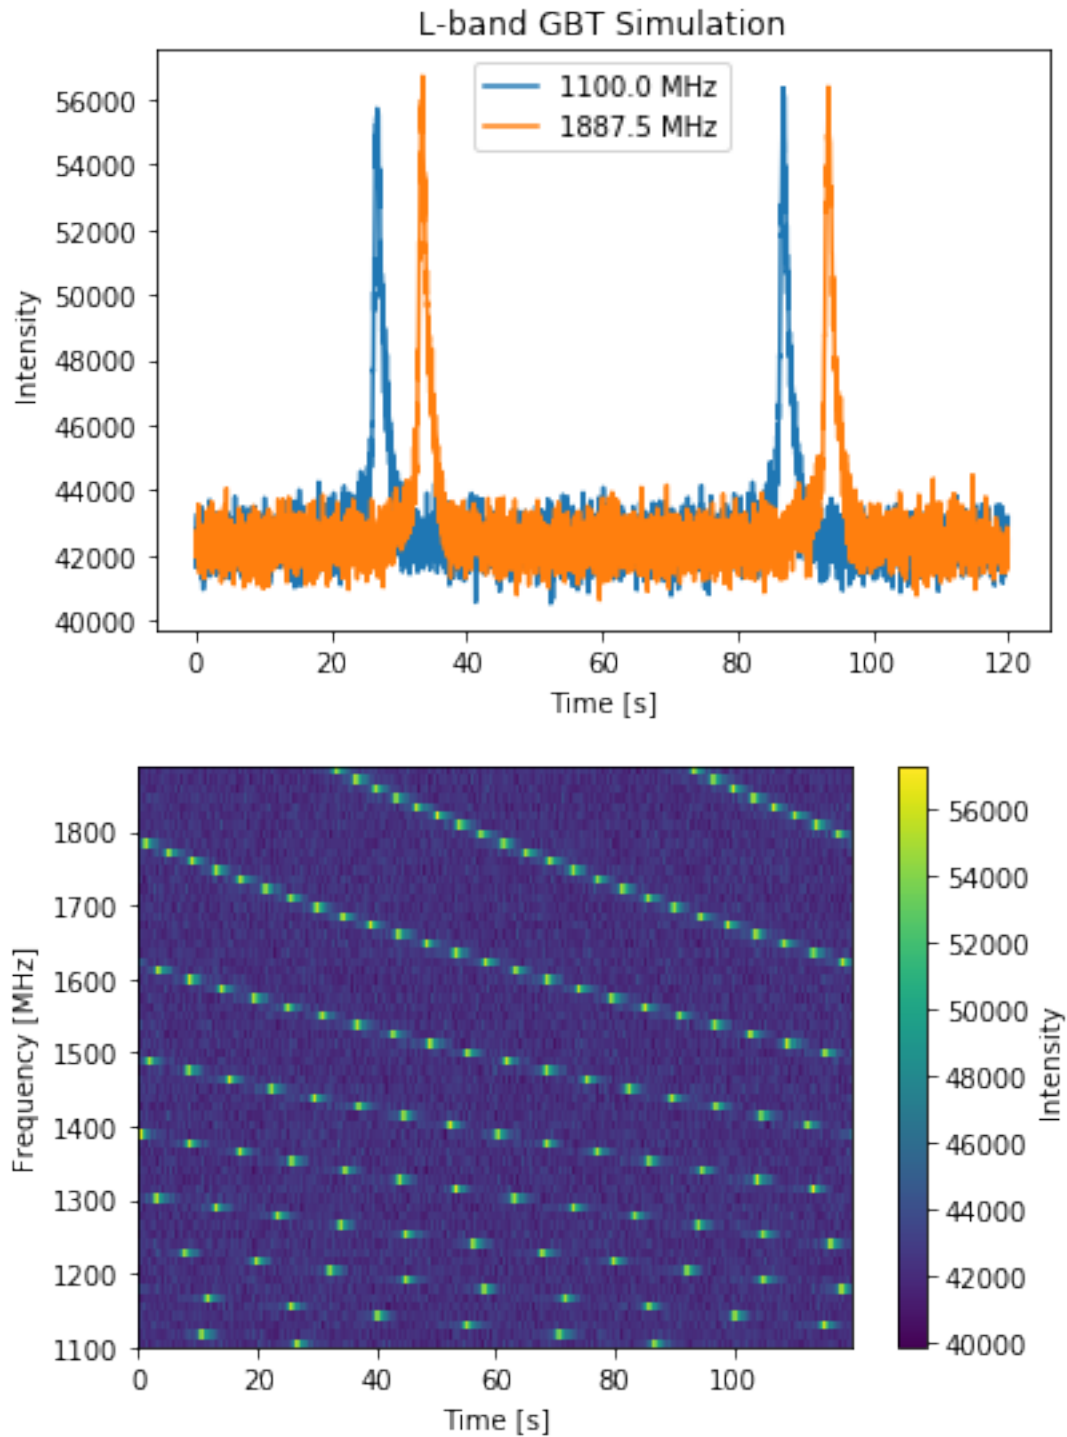 L-band GBT Simulation
1100.0 MHz
1887.5 MHz
56000
54000
52000
50000
48000
46000
44000
42000
40000
Intensity
0 20 40 60 80 100 120
Time [s]
1800
1700
1600
1500
1400
1300
1200
1100
Frequency [MHz]
0 20 40 60 80 100
Time [s]
56000
54000
52000
50000
48000
46000
44000
42000
40000
Intensity